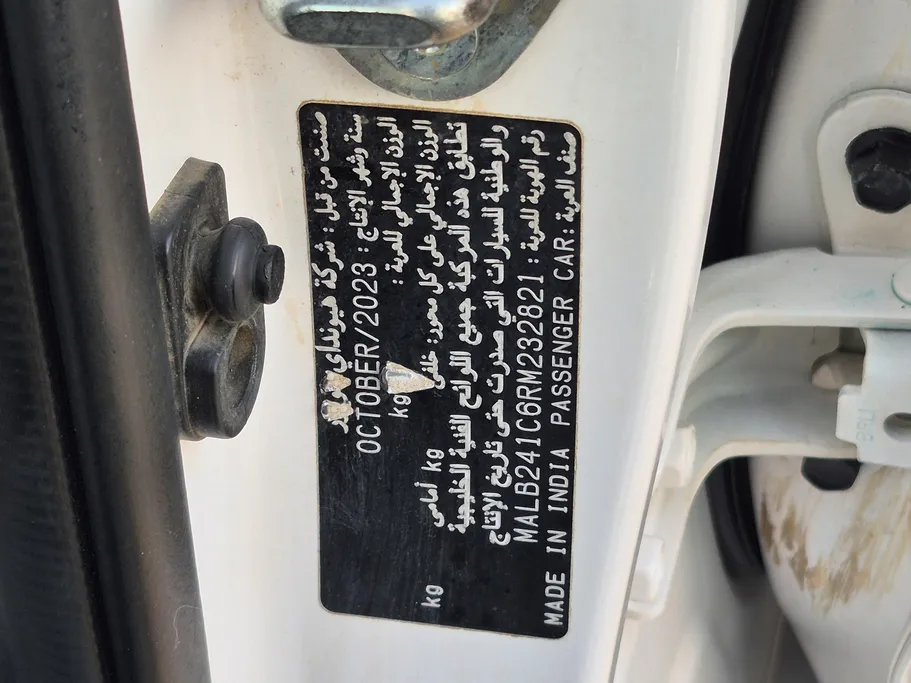 صنعت من قبل : شركة هيونداي
سنة وشهر الإنتاج : OCTOBER/2023
الوزن الإجمالي للعربة : kg
الوزن الإجمالي على كل محور: خلفي kg أمامي kg
تطابق هذه المركبة جميع اللوائح الفنية الخليجية
والوطنية للسيارات التي صدرت حتى تاريخ الإنتاج
رقم الهوية للعربة : MALB241C6RM232821
صنف العربة : MADE IN INDIA PASSENGER CAR